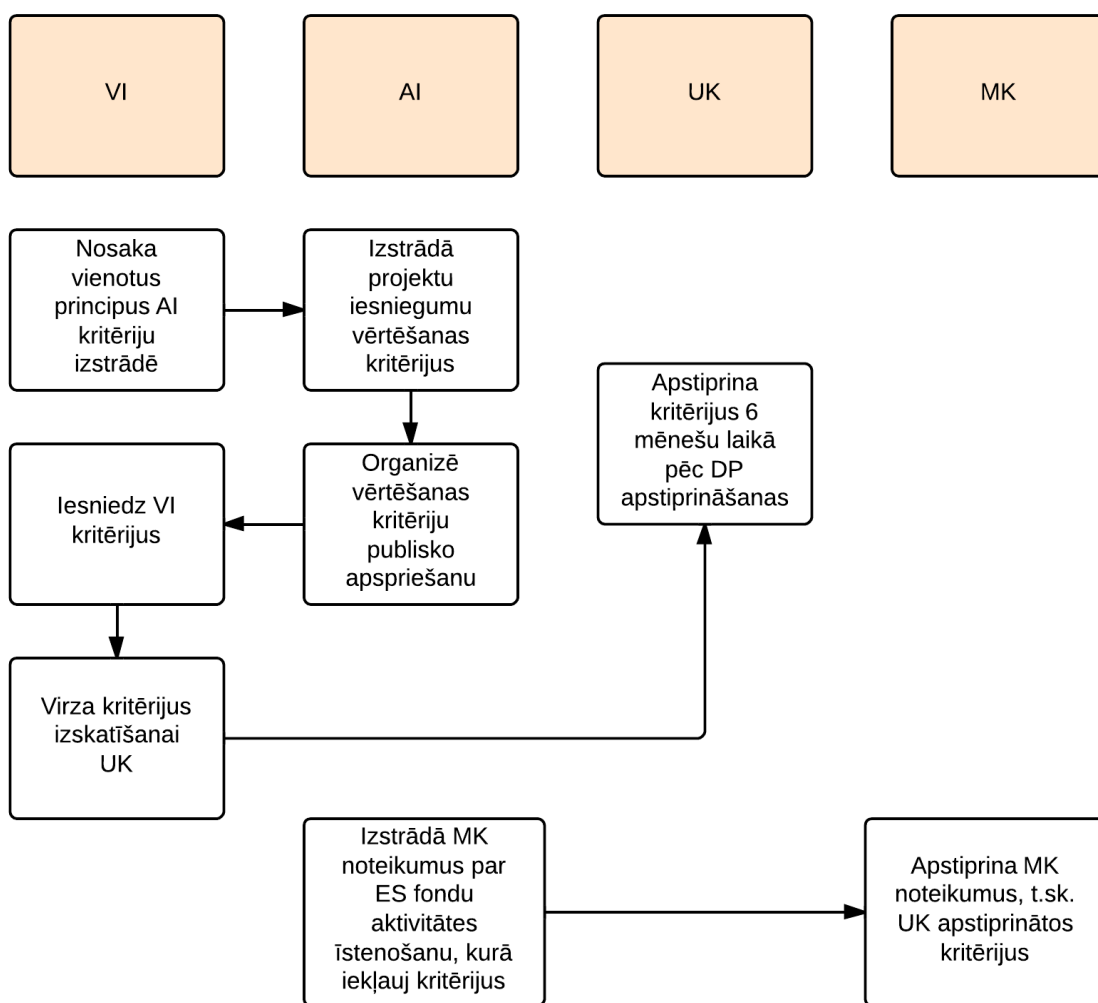 VI
AI
UK
MK
Nosaka
vienotus
principus AI
kritēriju
izstrādē
Izstrādā
projektu
iesniegumu
vērtēšanas
kritērijus
Apstiprina
kritērijus 6
mēnešu laikā
pēc DP
apstiprināšanas
Iesniedz VI
kritērijus
Organizē
vērtēšanas
kritēriju
publisko
apspriešanu
Virza kritērijus
izskatīšanai
UK
Izstrādā MK
noteikumus par
ES fondu
aktivitātes
īstenošanu, kurā
iekļauj kritērijus
Apstiprina MK
noteikumus, t.sk.
UK apstiprinātos
kritērijus